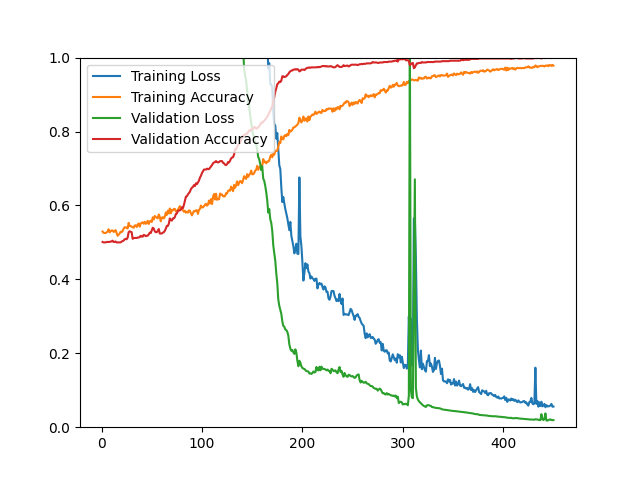 1.0
0.8
0.6
0.4
0.2
0.0
Training Loss
Training Accuracy
Validation Loss
Validation Accuracy
0 100 200 300 400